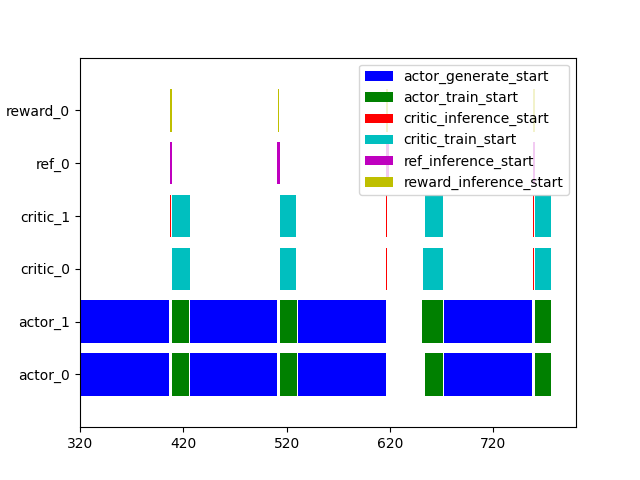 actor_generate_start
actor_train_start
critic_inference_start
critic_train_start
ref_inference_start
reward_inference_start
reward_0
ref_0
critic_1
critic_0
actor_1
actor_0
320 420 520 620 720